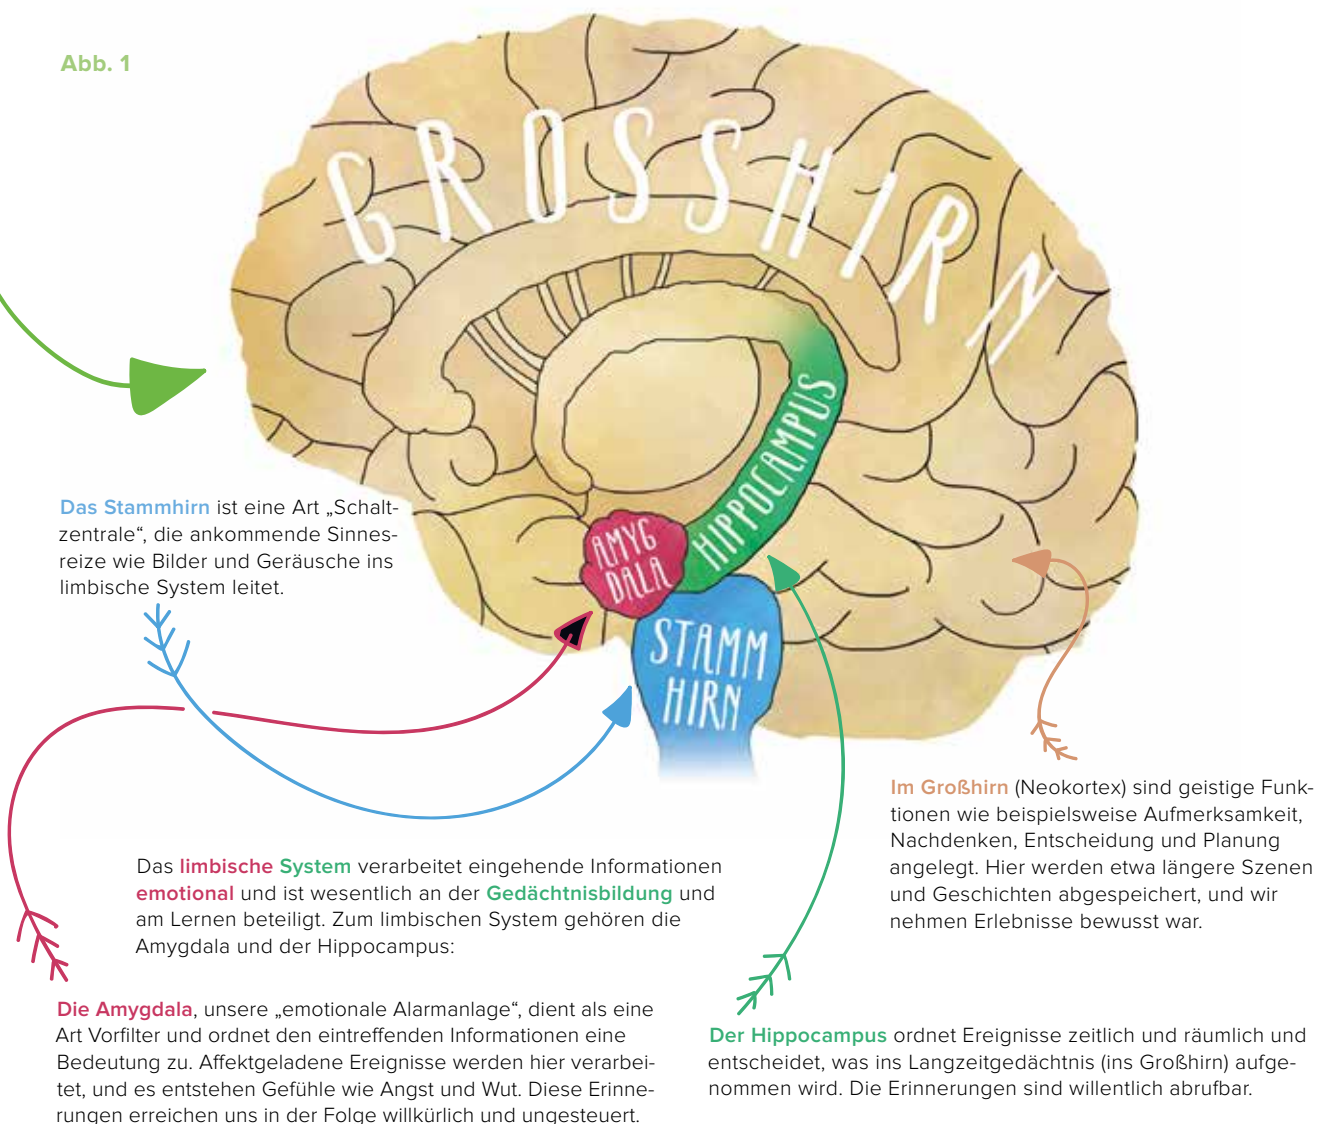 Abb. 1
GROSSHIRN
HIPPOCAMPUS
AMYG
DALA
STAMM
HIRN
Das Stammhirn ist eine Art „Schalt-
zentrale“, die ankommende Sinnes-
reize wie Bilder und Geräusche ins
limbische System leitet.
Im Großhirn (Neokortex) sind geistige Funk-
tionen wie beispielsweise Aufmerksamkeit,
Nachdenken, Entscheidung und Planung
angelegt. Hier werden etwa längere Szenen
und Geschichten abgespeichert, und wir
nehmen Erlebnisse bewusst war.
Das limbische System verarbeitet eingehende Informationen
emotional und ist wesentlich an der Gedächtnisbildung und
am Lernen beteiligt. Zum limbischen System gehören die
Amygdala und der Hippocampus:
Die Amygdala, unsere „emotionale Alarmanlage“, dient als eine
Art Vorfilter und ordnet den eintreffenden Informationen eine
Bedeutung zu. Affektgeladene Ereignisse werden hier verarbei-
tet, und es entstehen Gefühle wie Angst und Wut. Diese Erinne-
rungen erreichen uns in der Folge willkürlich und ungesteuert.
Der Hippocampus ordnet Ereignisse zeitlich und räumlich und
entscheidet, was ins Langzeitgedächtnis (ins Großhirn) aufge-
nommen wird. Die Erinnerungen sind willentlich abrufbar.